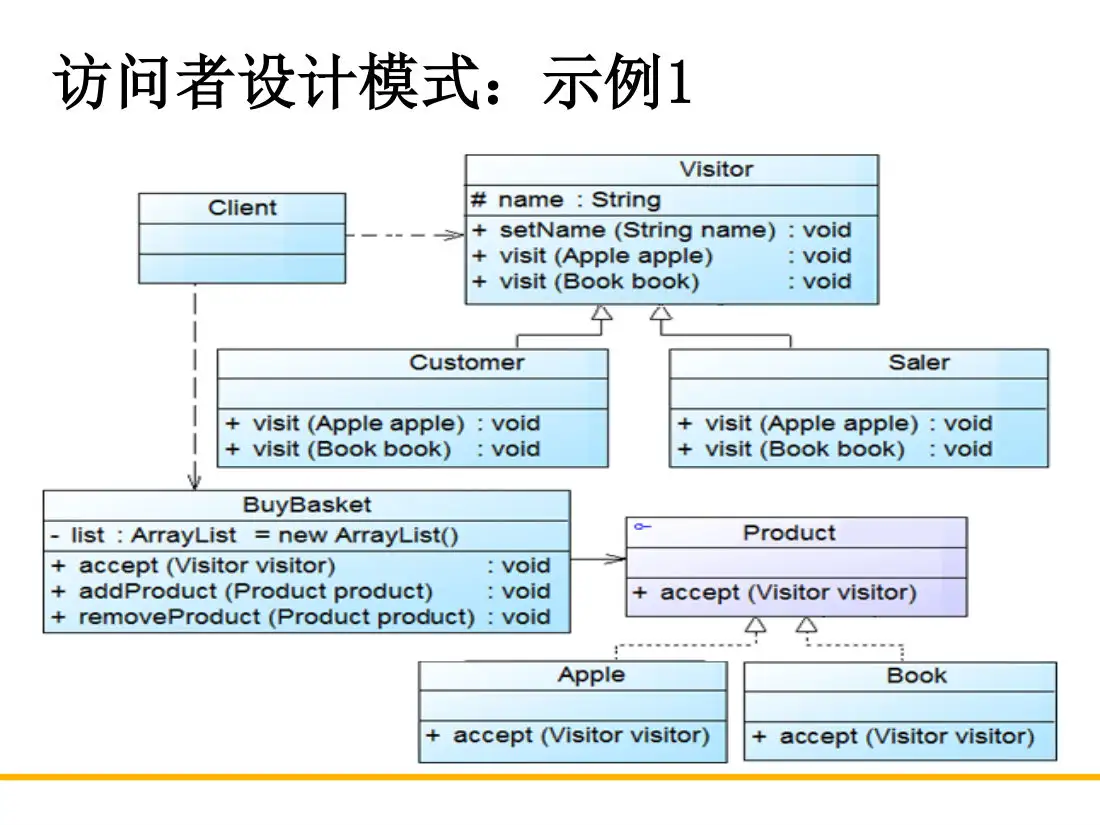 访问者设计模式：示例1
Visitor
# name : String
+ setName (String name) : void
+ visit (Apple apple) : void
+ visit (Book book) : void
Client
Customer
+ visit (Apple apple) : void
+ visit (Book book) : void
Saler
+ visit (Apple apple) : void
+ visit (Book book) : void
BuyBasket
- list : ArrayList = new ArrayList()
+ accept (Visitor visitor) : void
+ addProduct (Product product) : void
+ removeProduct (Product product) : void
Product
+ accept (Visitor visitor)
Apple
+ accept (Visitor visitor)
Book
+ accept (Visitor visitor)